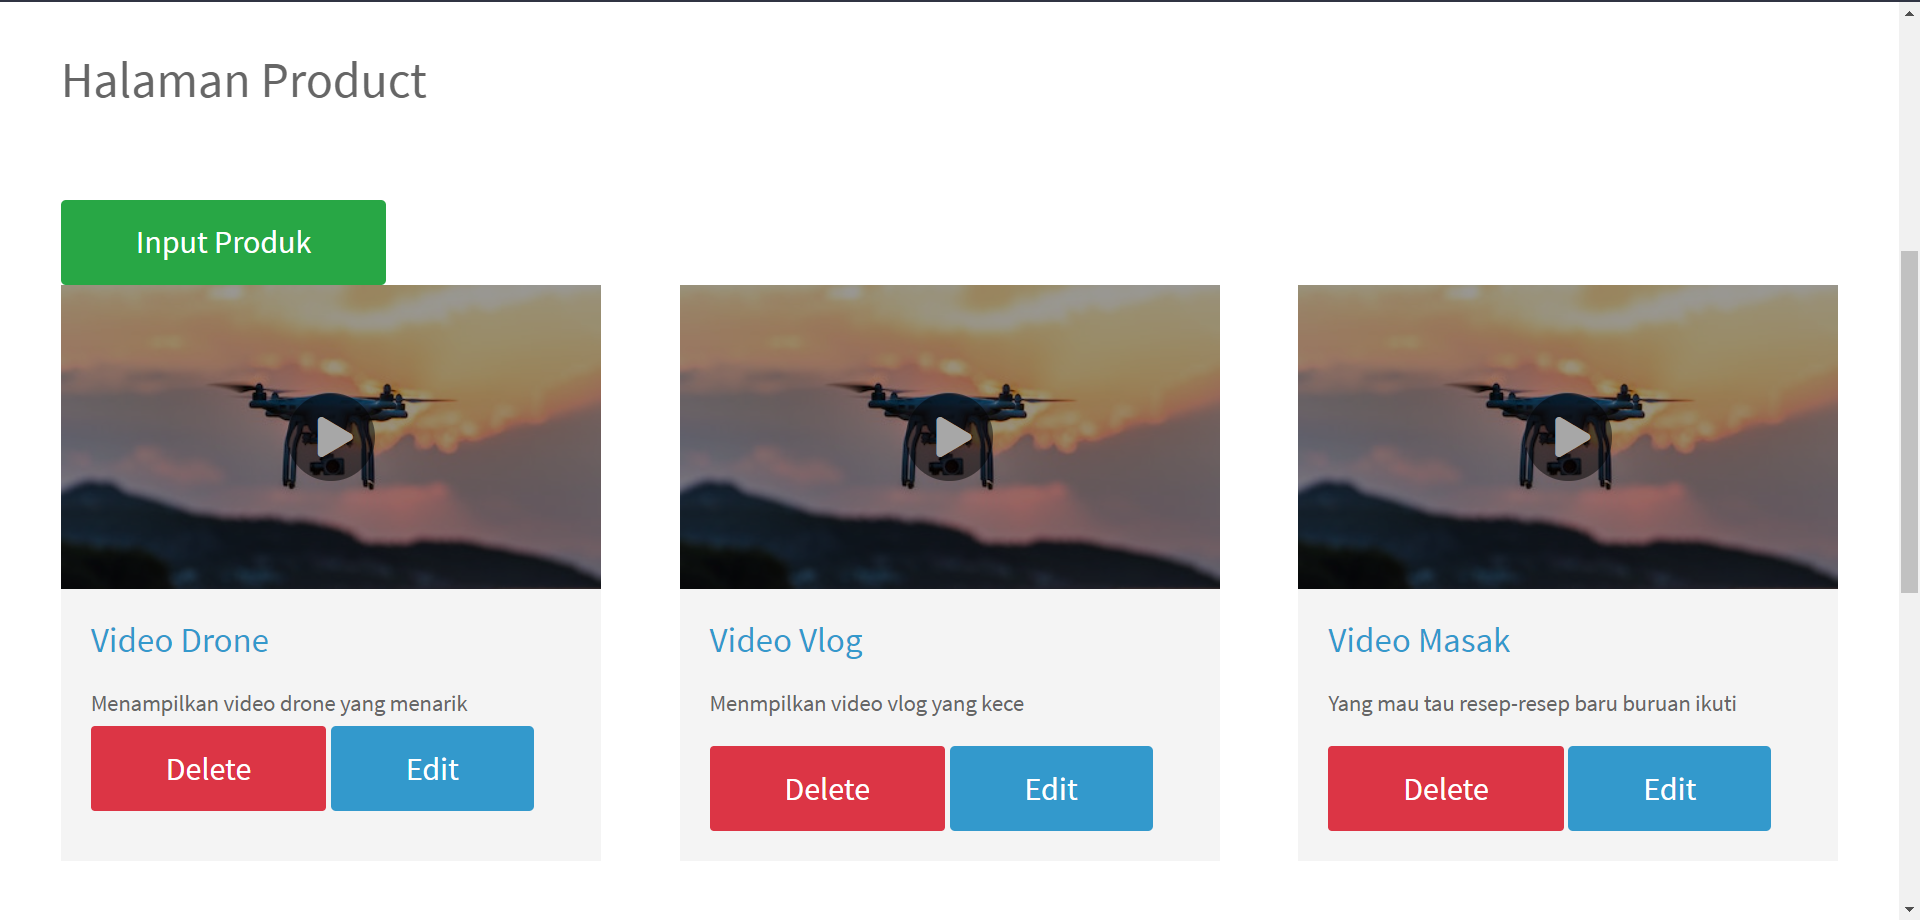 Halaman Product
Input Produk
Video Drone
Menampilkan video drone yang menarik
Delete
Edit
Video Vlog
Menmpilkan video vlog yang kece
Delete
Edit
Video Masak
Yang mau tau resep-resep baru buruan ikuti
Delete
Edit